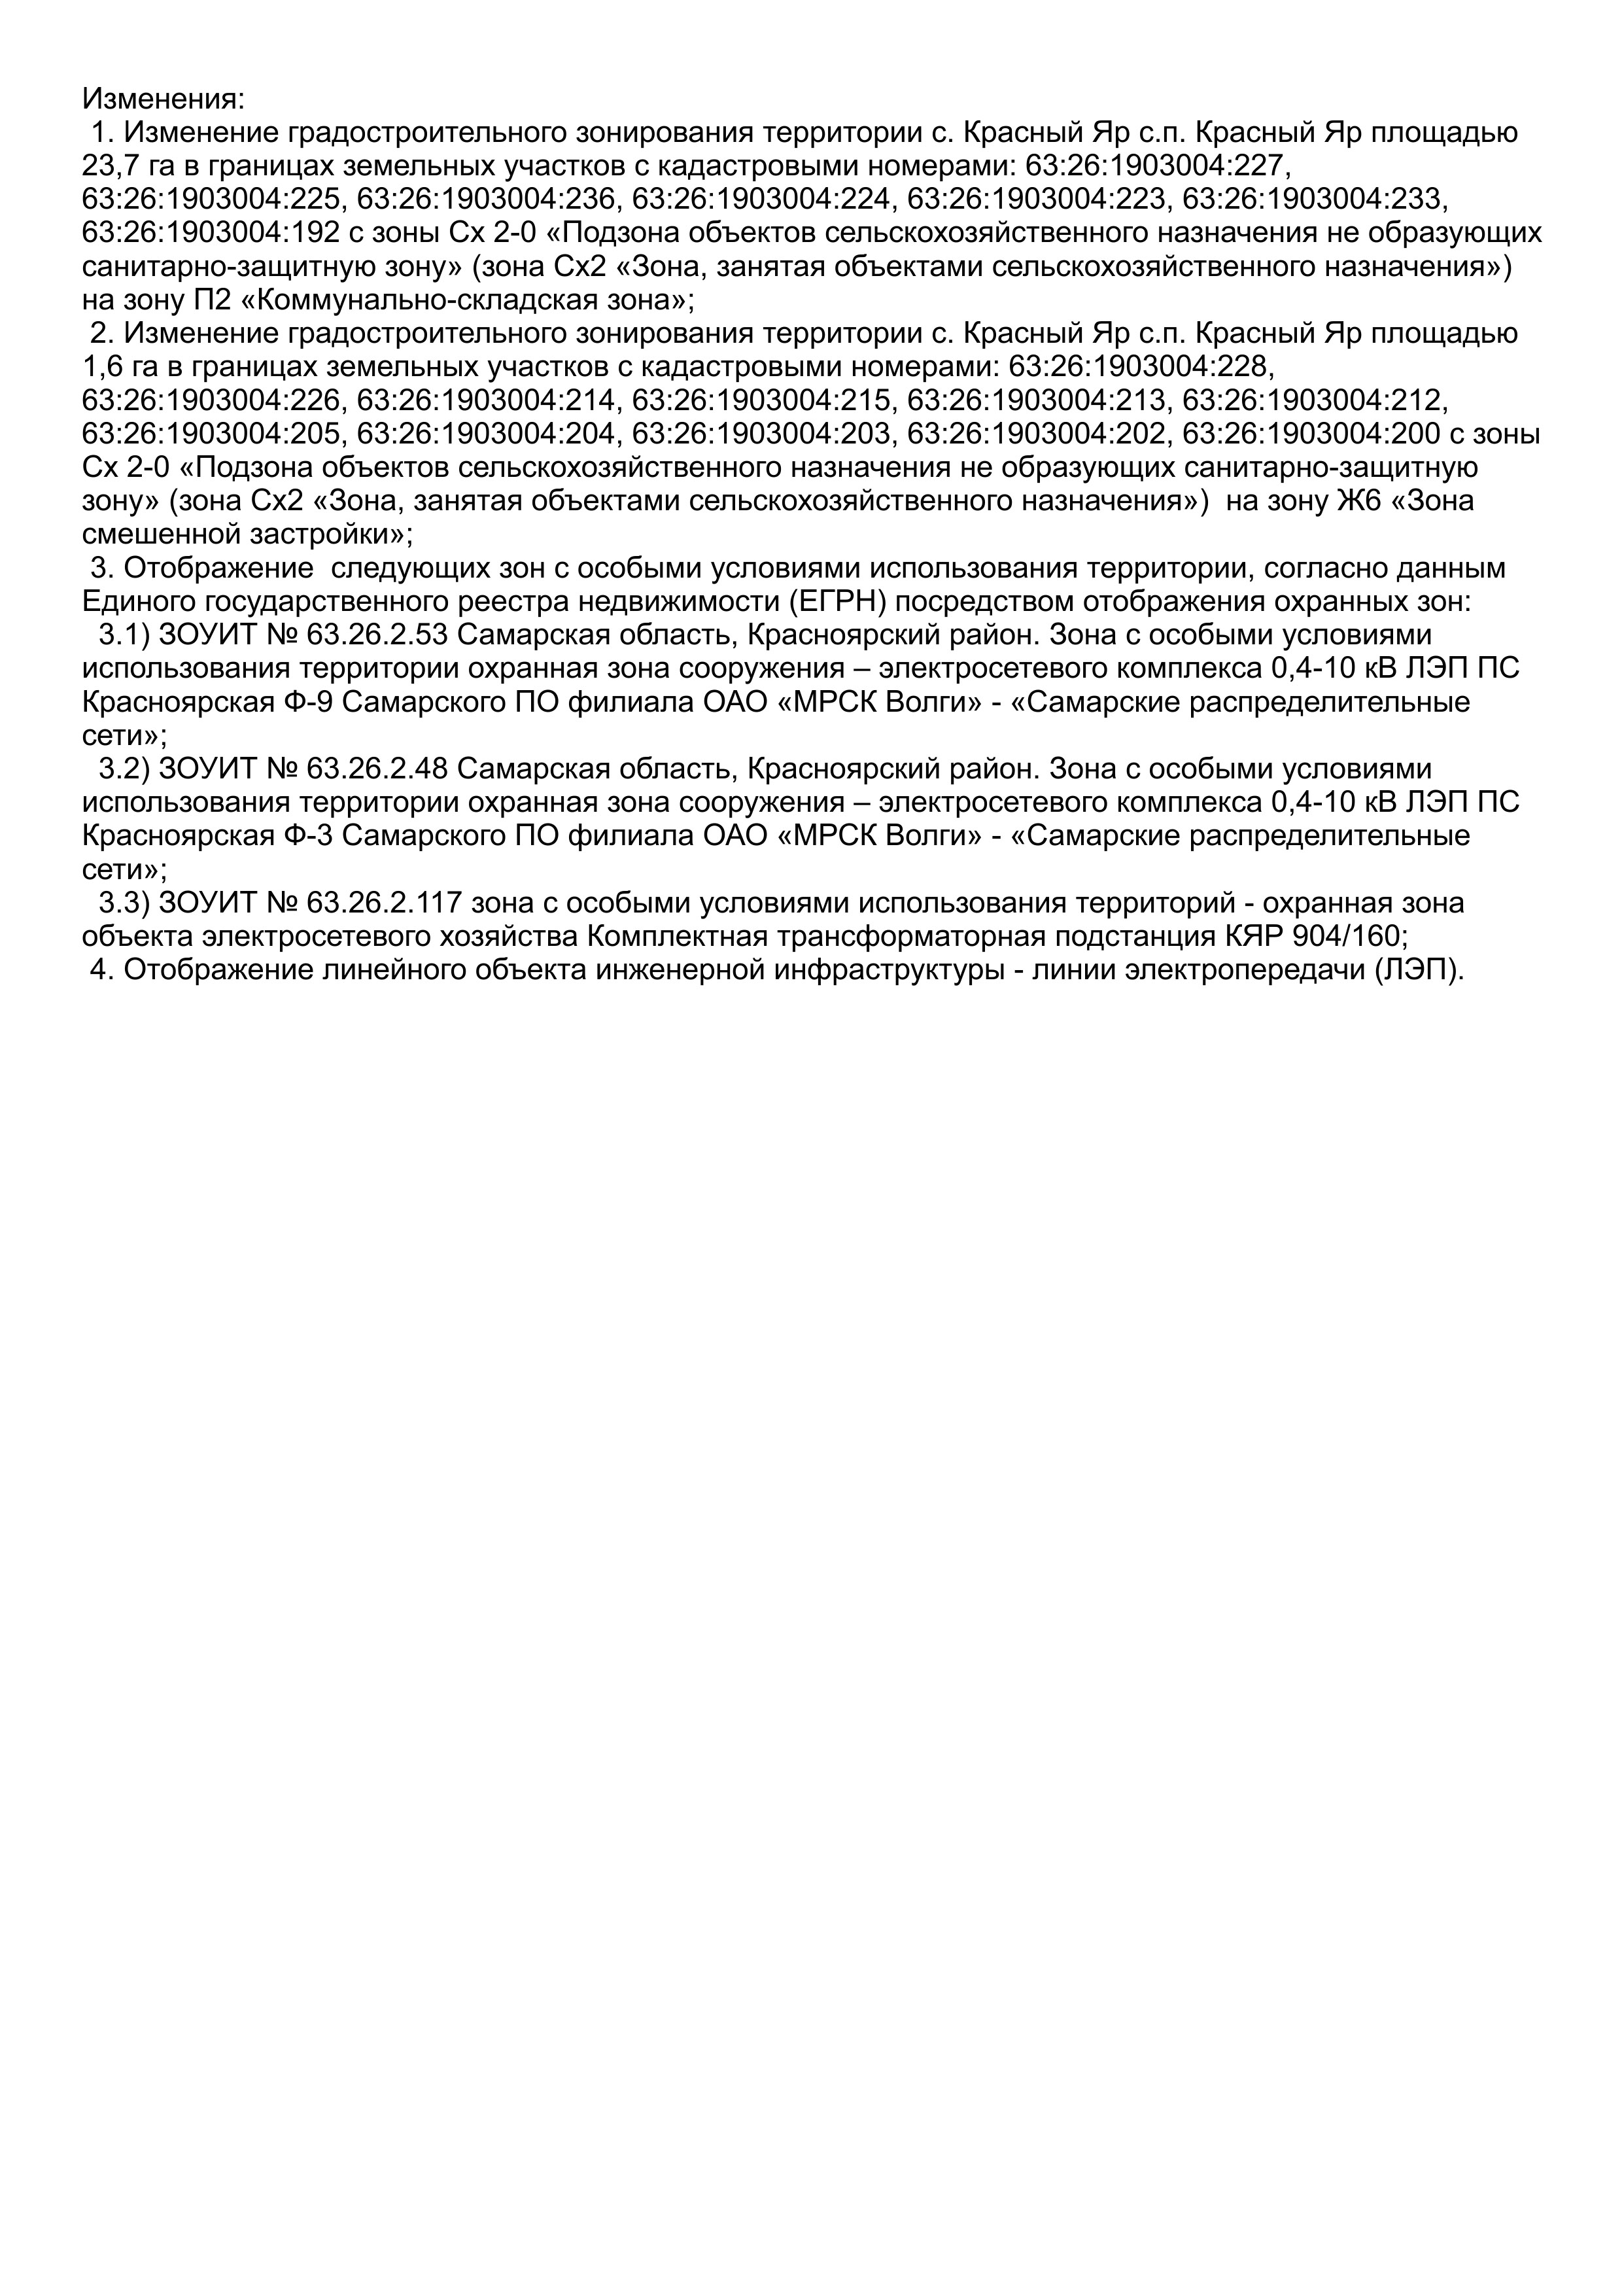 Изменения:
1. Изменение градостроительного зонирования территории с. Красный Яр с.п. Красный Яр площадью
23,7 га в границах земельных участков с кадастровыми номерами: 63:26:1903004:227,
63:26:1903004:225, 63:26:1903004:236, 63:26:1903004:224, 63:26:1903004:223, 63:26:1903004:233,
63:26:1903004:192 с зоны Сх 2-0 «Подзона объектов сельскохозяйственного назначения не образующих
санитарно-защитную зону» (зона Сх2 «Зона, занятая объектами сельскохозяйственного назначения»)
на зону П2 «Коммунально-складская зона»;
2. Изменение градостроительного зонирования территории с. Красный Яр с.п. Красный Яр площадью
1,6 га в границах земельных участков с кадастровыми номерами: 63:26:1903004:228,
63:26:1903004:226, 63:26:1903004:214, 63:26:1903004:215, 63:26:1903004:213, 63:26:1903004:212,
63:26:1903004:205, 63:26:1903004:204, 63:26:1903004:203, 63:26:1903004:202, 63:26:1903004:200 с зоны
Сх 2-0 «Подзона объектов сельскохозяйственного назначения не образующих санитарно-защитную
зону» (зона Сх2 «Зона, занятая объектами сельскохозяйственного назначения»)  на зону Ж6 «Зона
смешенной застройки»;
3. Отображение  следующих зон с особыми условиями использования территории, согласно данным
Единого государственного реестра недвижимости (ЕГРН) посредством отображения охранных зон:
3.1) ЗОУИТ № 63.26.2.53 Самарская область, Красноярский район. Зона с особыми условиями
использования территории охранная зона сооружения – электросетевого комплекса 0,4-10 кВ ЛЭП ПС
Красноярская Ф-9 Самарского ПО филиала ОАО «МРСК Волги» - «Самарские распределительные
сети»;
3.2) ЗОУИТ № 63.26.2.48 Самарская область, Красноярский район. Зона с особыми условиями
использования территории охранная зона сооружения – электросетевого комплекса 0,4-10 кВ ЛЭП ПС
Красноярская Ф-3 Самарского ПО филиала ОАО «МРСК Волги» - «Самарские распределительные
сети»;
3.3) ЗОУИТ № 63.26.2.117 зона с особыми условиями использования территорий - охранная зона
объекта электросетевого хозяйства Комплектная трансформаторная подстанция КЯР 904/160;
4. Отображение линейного объекта инженерной инфраструктуры - линии электропередачи (ЛЭП).